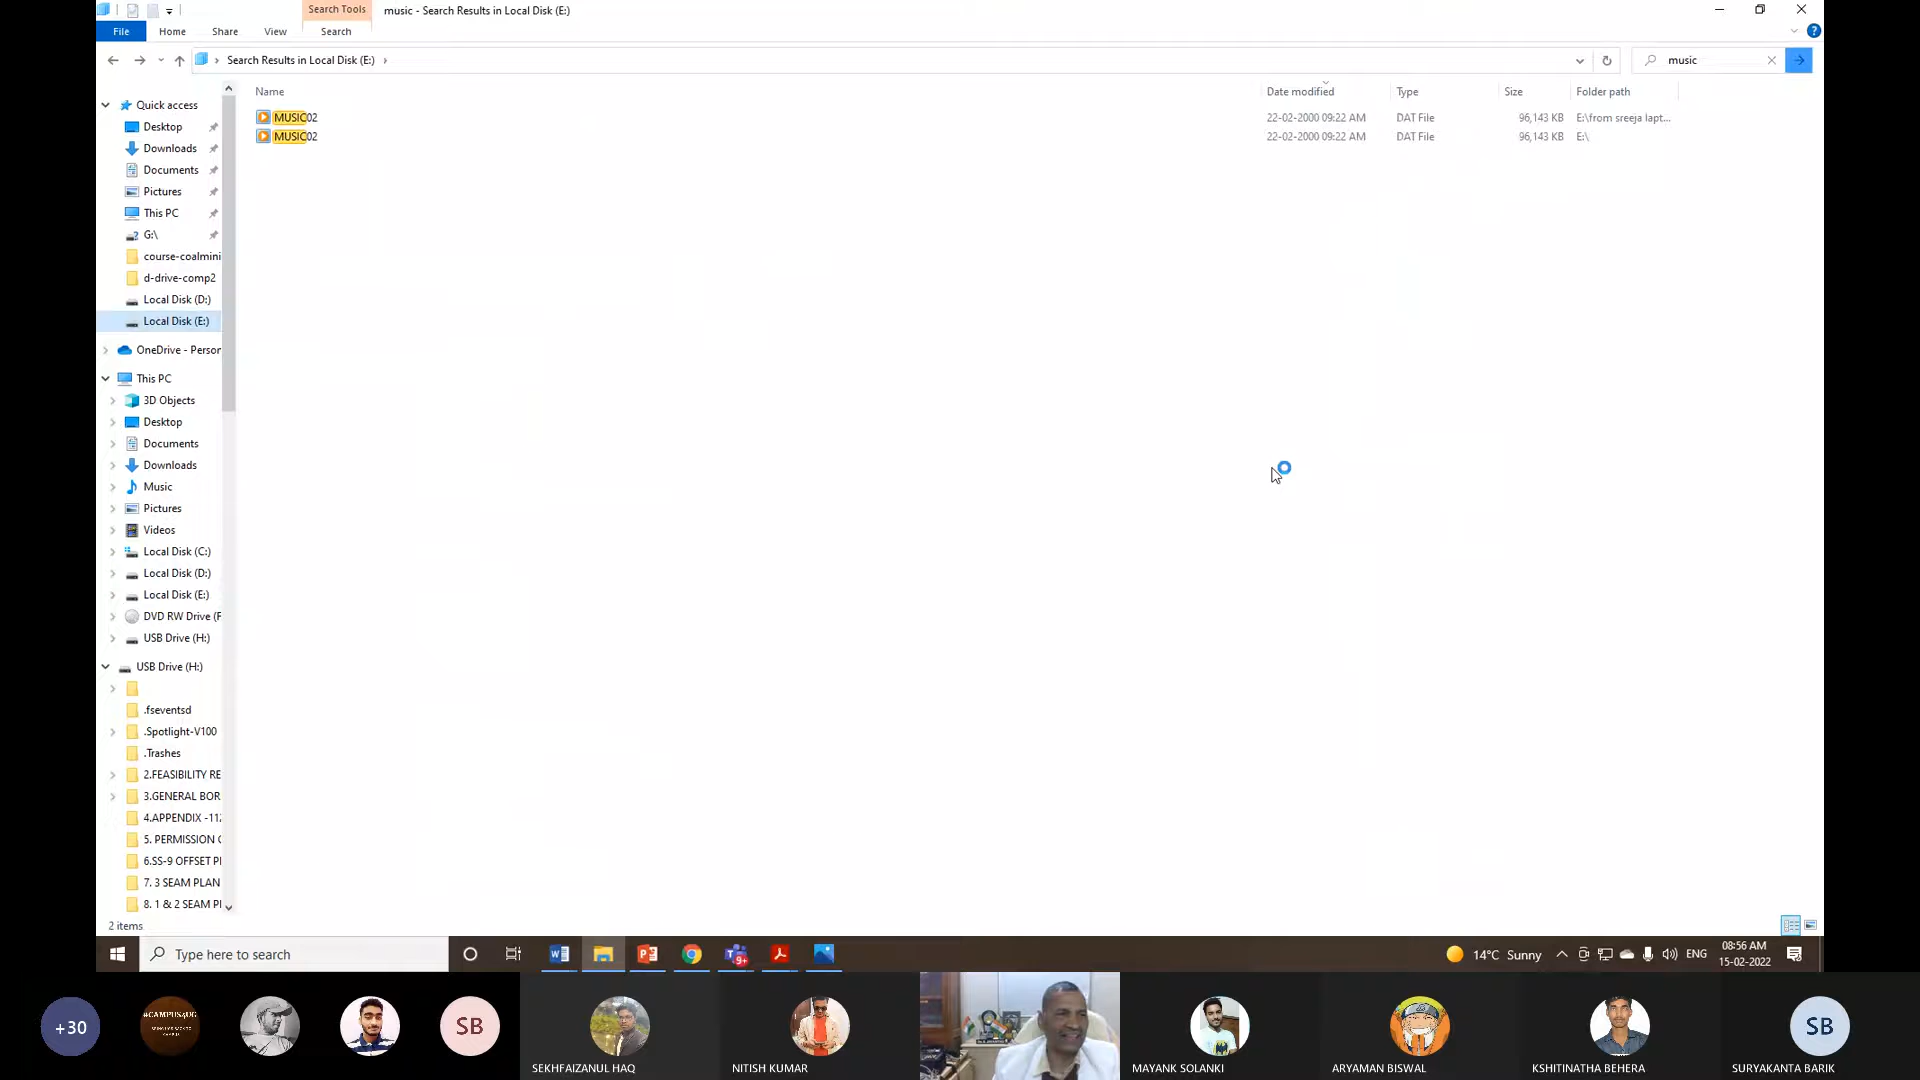 Search Tools
music - Search Results in Local Disk (E:)
File
Home
Share
View
Search
Search Results in Local Disk (E:)
music
Name
Date modified
Type
Size
Folder path
MUSIC02
22-02-2000 09:22 AM
DAT File
96,143 KB
E:\from sreeja lapt...
MUSIC02
22-02-2000 09:22 AM
DAT File
96,143 KB
E:\
Quick access
Desktop
Downloads
Documents
Pictures
This PC
G:\
course-coalmini
d-drive-comp2
Local Disk (D:)
Local Disk (E:)
OneDrive - Person
This PC
3D Objects
Desktop
Documents
Downloads
Music
Pictures
Videos
Local Disk (C:)
Local Disk (D:)
Local Disk (E:)
DVD RW Drive (F
USB Drive (H:)
USB Drive (H:)
.fseventsd
.Spotlight-V100
.Trashes
2.FEASIBILITY RE
3.GENERAL BOR
4.APPENDIX -11
5. PERMISSION
6.SS-9 OFFSET Pl
7. 3 SEAM PLAN
8. 1 & 2 SEAM Pl
2 items
Type here to search
9+
14°C Sunny
ENG
08:56 AM
15-02-2022
+30
#CAMPUS4UG
SB
SEKHFAIZANUL HAQ
NITISH KUMAR
MAYANK SOLANKI
ARYAMAN BISWAL
KSHITINATHA BEHERA
SB
SURYAKANTA BARIK